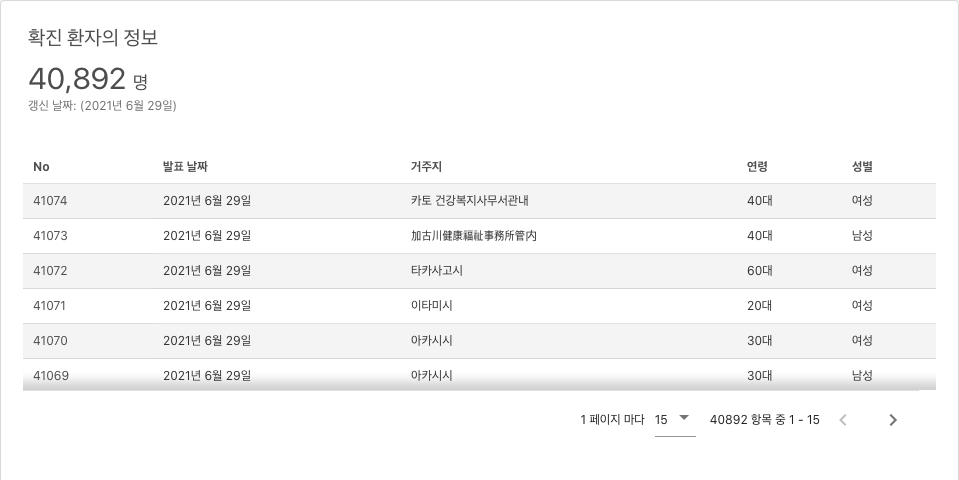 확진 환자의 정보
40,892 명
갱신 날짜: (2021년 6월 29일)
No 발표 날짜 거주지 연령 성별
41074 2021년 6월 29일 카토 건강복지사무서관내 40대 여성
41073 2021년 6월 29일 加古川健康福祉事務所管内 40대 남성
41072 2021년 6월 29일 타카사고시 60대 여성
41071 2021년 6월 29일 이타미시 20대 여성
41070 2021년 6월 29일 아카시시 30대 여성
41069 2021년 6월 29일 아카시시 30대 남성
1 페이지 마다 15 40892 항목 중 1 - 15